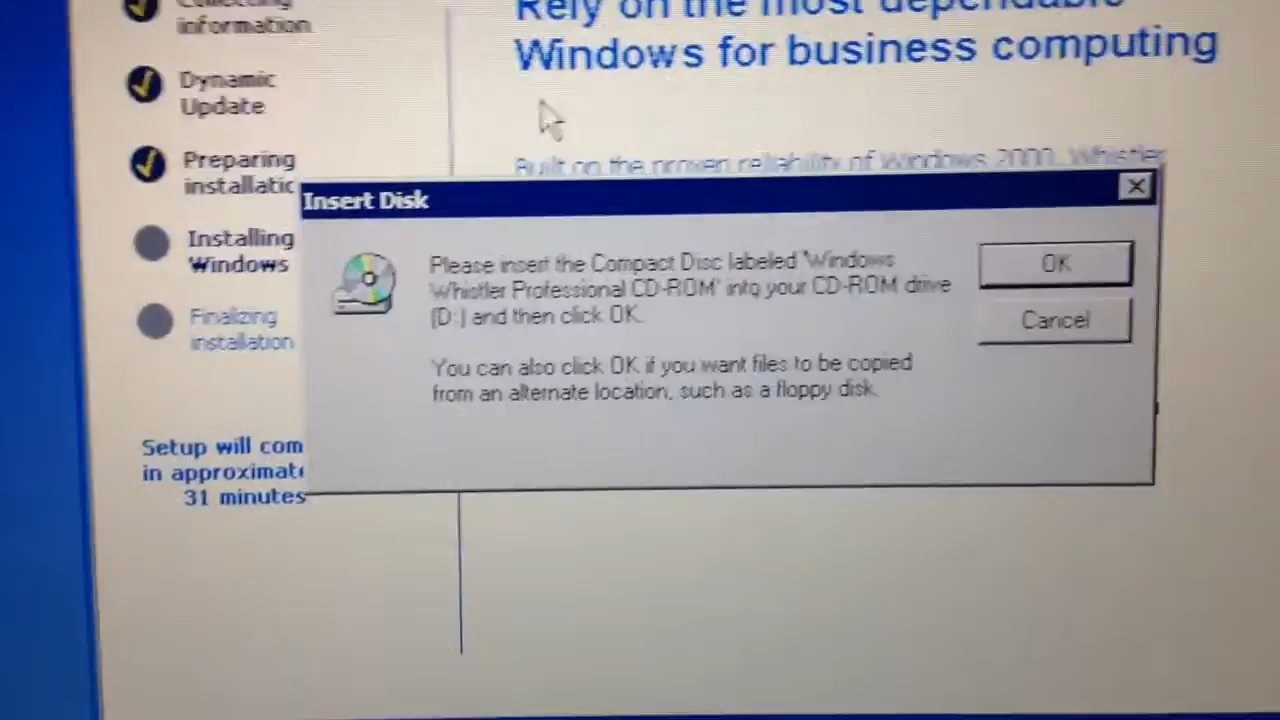 Collecting
information
Dynamic
Update
Preparing
installatic
Installing
Windows
Finalizing
installation
Setup will com
in approximat
31 minutes
Rely on the most dependable
Windows for business computing
Built on the proven reliability of Windows 2000, Whistler
Insert Disk
Please insert the Compact Disc labeled 'Windows
Whistler Professional CD-ROM' into your CD-ROM drive
(D:) and then click OK.
You can also click OK if you want files to be copied
from an alternate location, such as a floppy disk.
OK
Cancel